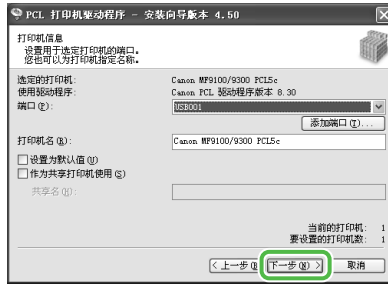 PCL 打印机驱动程序 - 安装向导版本 4.50
打印机信息
设置用于选定打印机的端口。
您也可以为打印机指定名称。
选定的打印机: Canon MF9100/9300 PCL5c
使用驱动程序: Canon PCL 驱动程序版本 8.30
端口(P): USB001
添加端口(T)...
打印机名(R): Canon MF9100/9300 PCL5c
设置为默认值(U)
作为共享打印机使用(S)
共享名(H):
当前的打印机: 1
要设置的打印机数: 1
<上一步(B) 下一步(N)> 取消